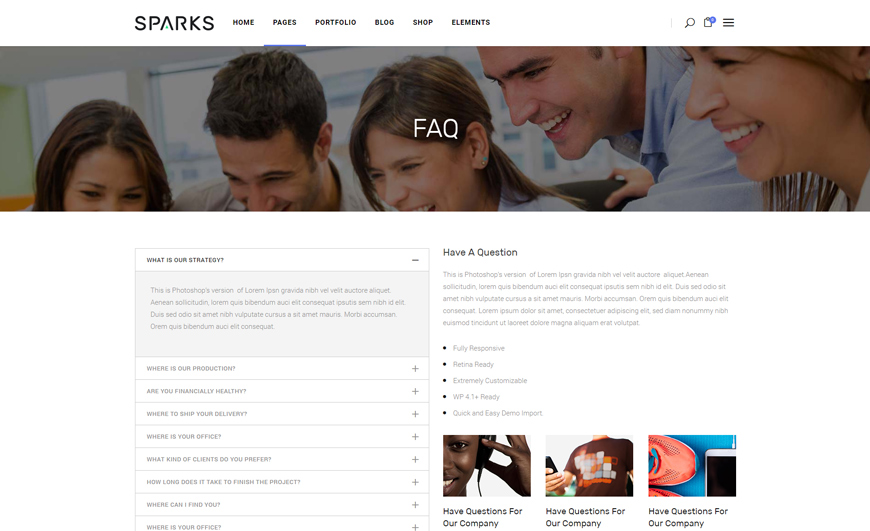 SPARKS HOME PAGES PORTFOLIO BLOG SHOP ELEMENTS
FAQ
WHAT IS OUR STRATEGY?
This is Photoshop's version of Lorem Ipsn gravida nibh vel velit auctore aliquet.
Aenean sollicitudin, lorem quis bibendum auci elit consequat ipsutis sem nibh id elit.
Duis sed odio sit amet nibh vulputate cursus a sit amet mauris. Morbi accumsan.
Orem quis bibendum auci elit consequat.
WHERE IS OUR PRODUCTION?
ARE YOU FINANCIALLY HEALTHY?
WHERE TO SHIP YOUR DELIVERY?
WHERE IS YOUR OFFICE?
WHAT KIND OF CLIENTS DO YOU PREFER?
HOW LONG DOES IT TAKE TO FINISH THE PROJECT?
WHERE CAN I FIND YOU?
WHERE IS YOUR OFFICE?
Have A Question
This is Photoshop's version of Lorem Ipsn gravida nibh vel velit auctore aliquet.Aenean
sollicitudin, lorem quis bibendum auci elit consequat ipsutis sem nibh id elit. Duis sed odio sit
amet nibh vulputate cursus a sit amet mauris. Morbi accumsan. Orem quis bibendum auci elit
consequat. Lorem ipsum dolor sit amet, consectetuer adipiscing elit, sed diam nonummy nibh
euismod tincidunt ut laoreet dolore magna aliquam erat volutpat.
Fully Responsive
Retina Ready
Extremely Customizable
WP 4.1+ Ready
Quick and Easy Demo Import
Have Questions For
Our Company
Have Questions For
Our Company
Have Questions For
Our Company